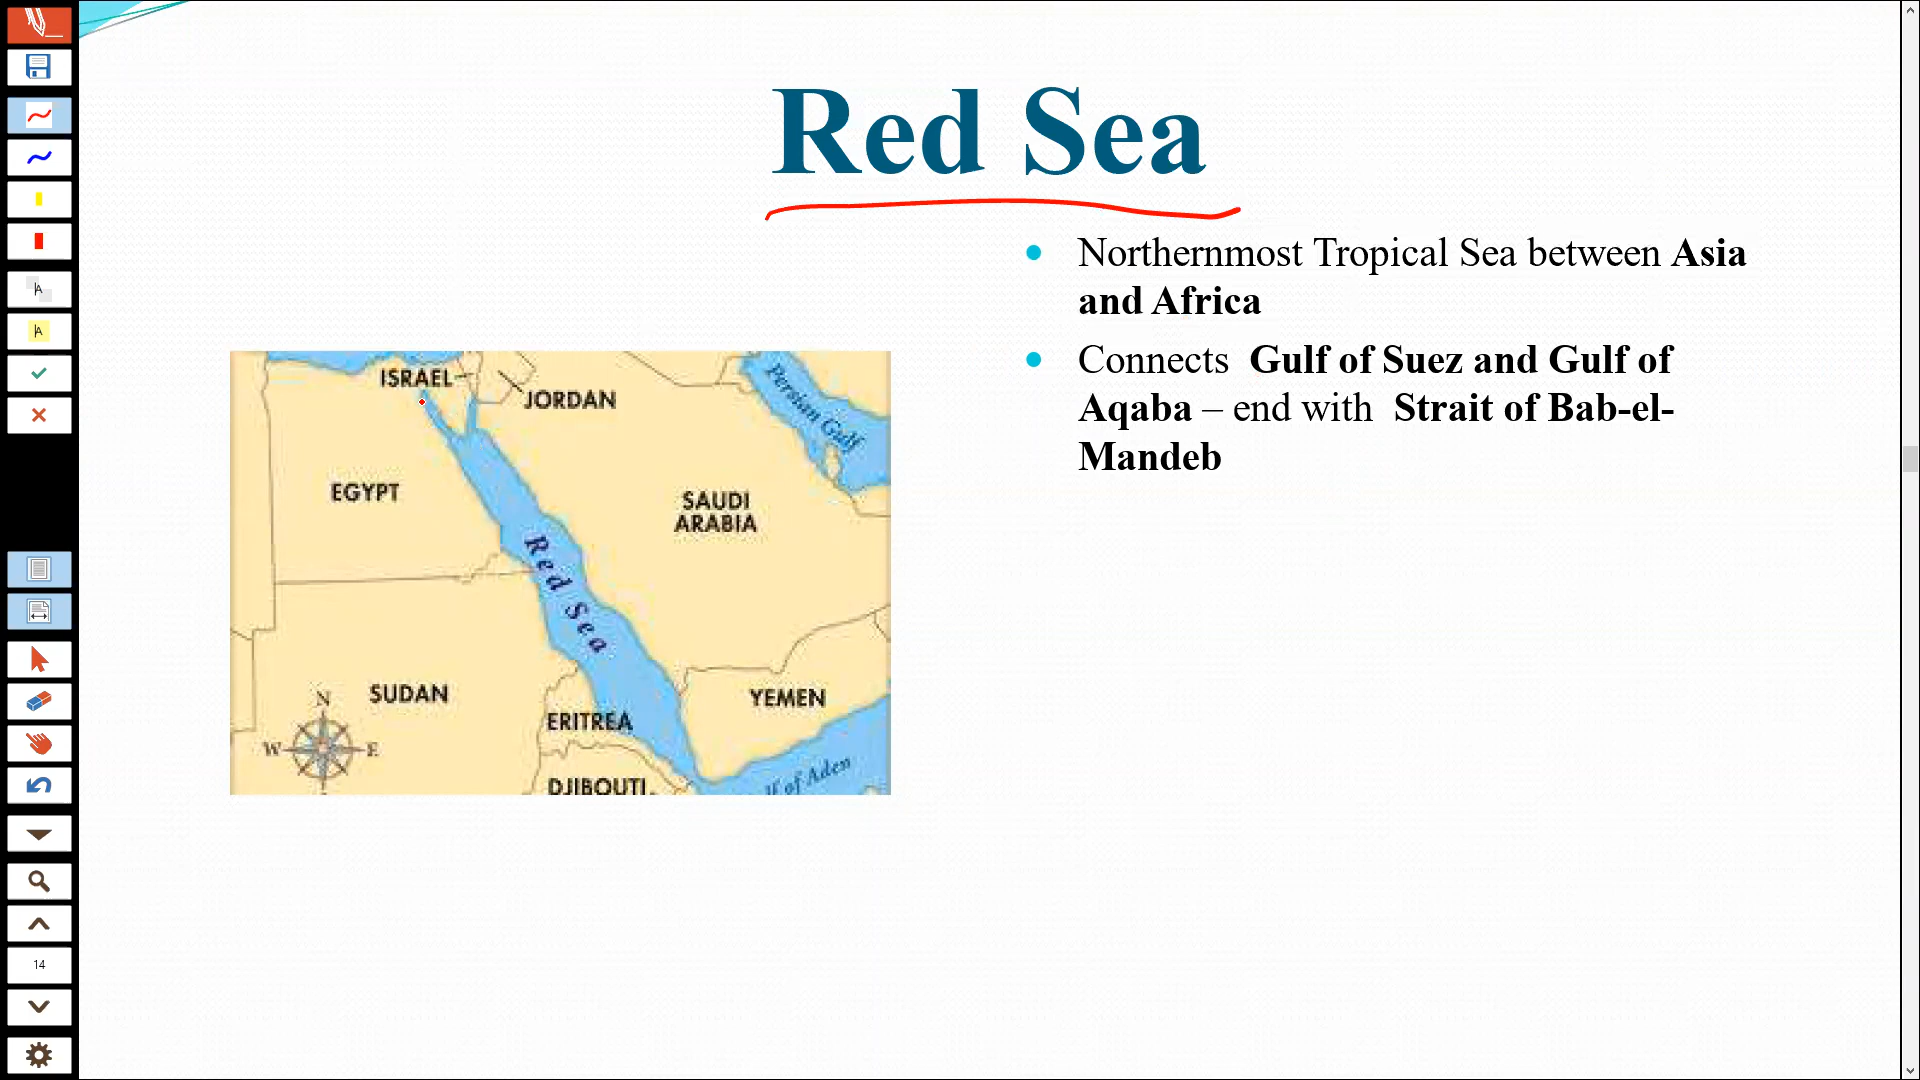 Red Sea
Northernmost Tropical Sea between Asia
and Africa
Connects Gulf of Suez and Gulf of
Aqaba – end with Strait of Bab-el-
Mandeb
ISRAEL
JORDAN
Persian Gulf
EGYPT
SAUDI
ARABIA
Red Sea
SUDAN
N
W
E
ERITREA
YEMEN
DJIBOUTI
lf of Aden
A
A
14